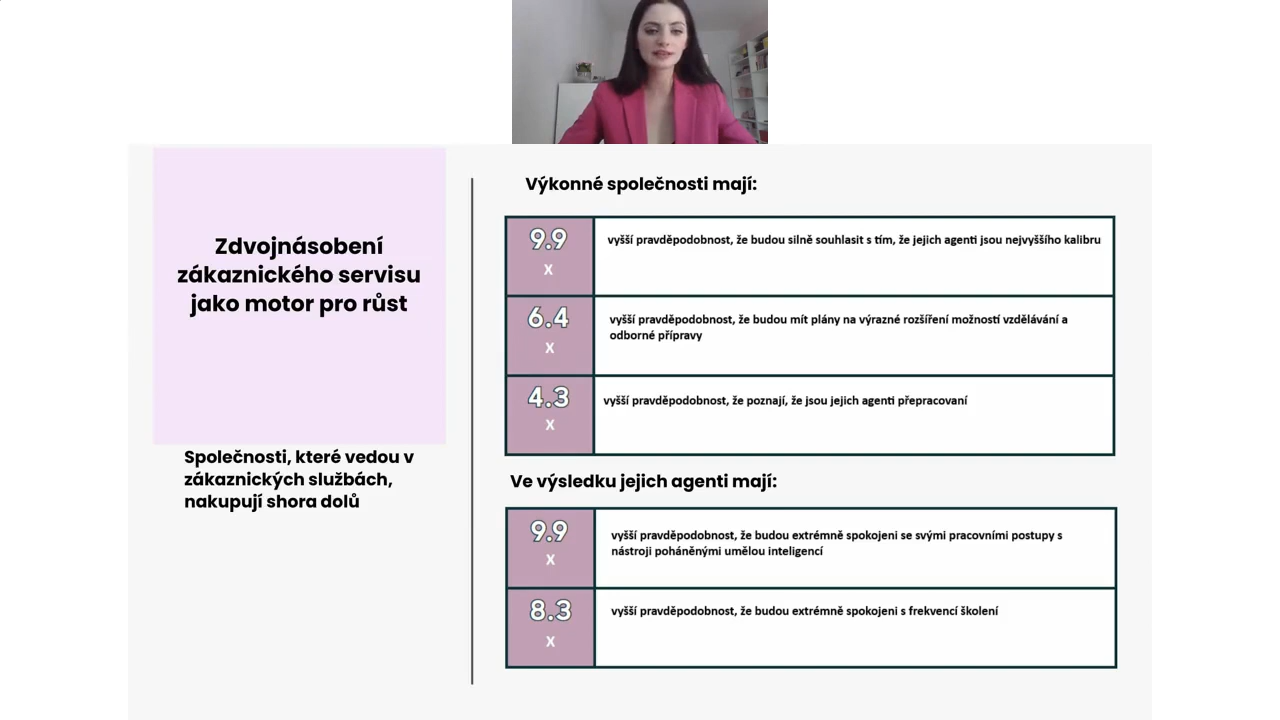 Zdvojnásobení
zákaznického servisu
jako motor pro růst
Společnosti, které vedou v
zákaznických službách,
nakupují shora dolů
Výkonné společnosti mají:
9.9
X
vyšší pravděpodobnost, že budou silně souhlasit s tím, že jejich agenti jsou nejvyššího kalibru
6.4
X
vyšší pravděpodobnost, že budou mít plány na výrazné rozšíření možností vzdělávání a
odborné přípravy
4.3
X
vyšší pravděpodobnost, že poznají, že jsou jejich agenti přepracovaní
Ve výsledku jejich agenti mají:
9.9
X
vyšší pravděpodobnost, že budou extrémně spokojeni se svými pracovními postupy s
nástroji poháněnými umělou inteligencí
8.3
X
vyšší pravděpodobnost, že budou extrémně spokojeni s frekvencí školení